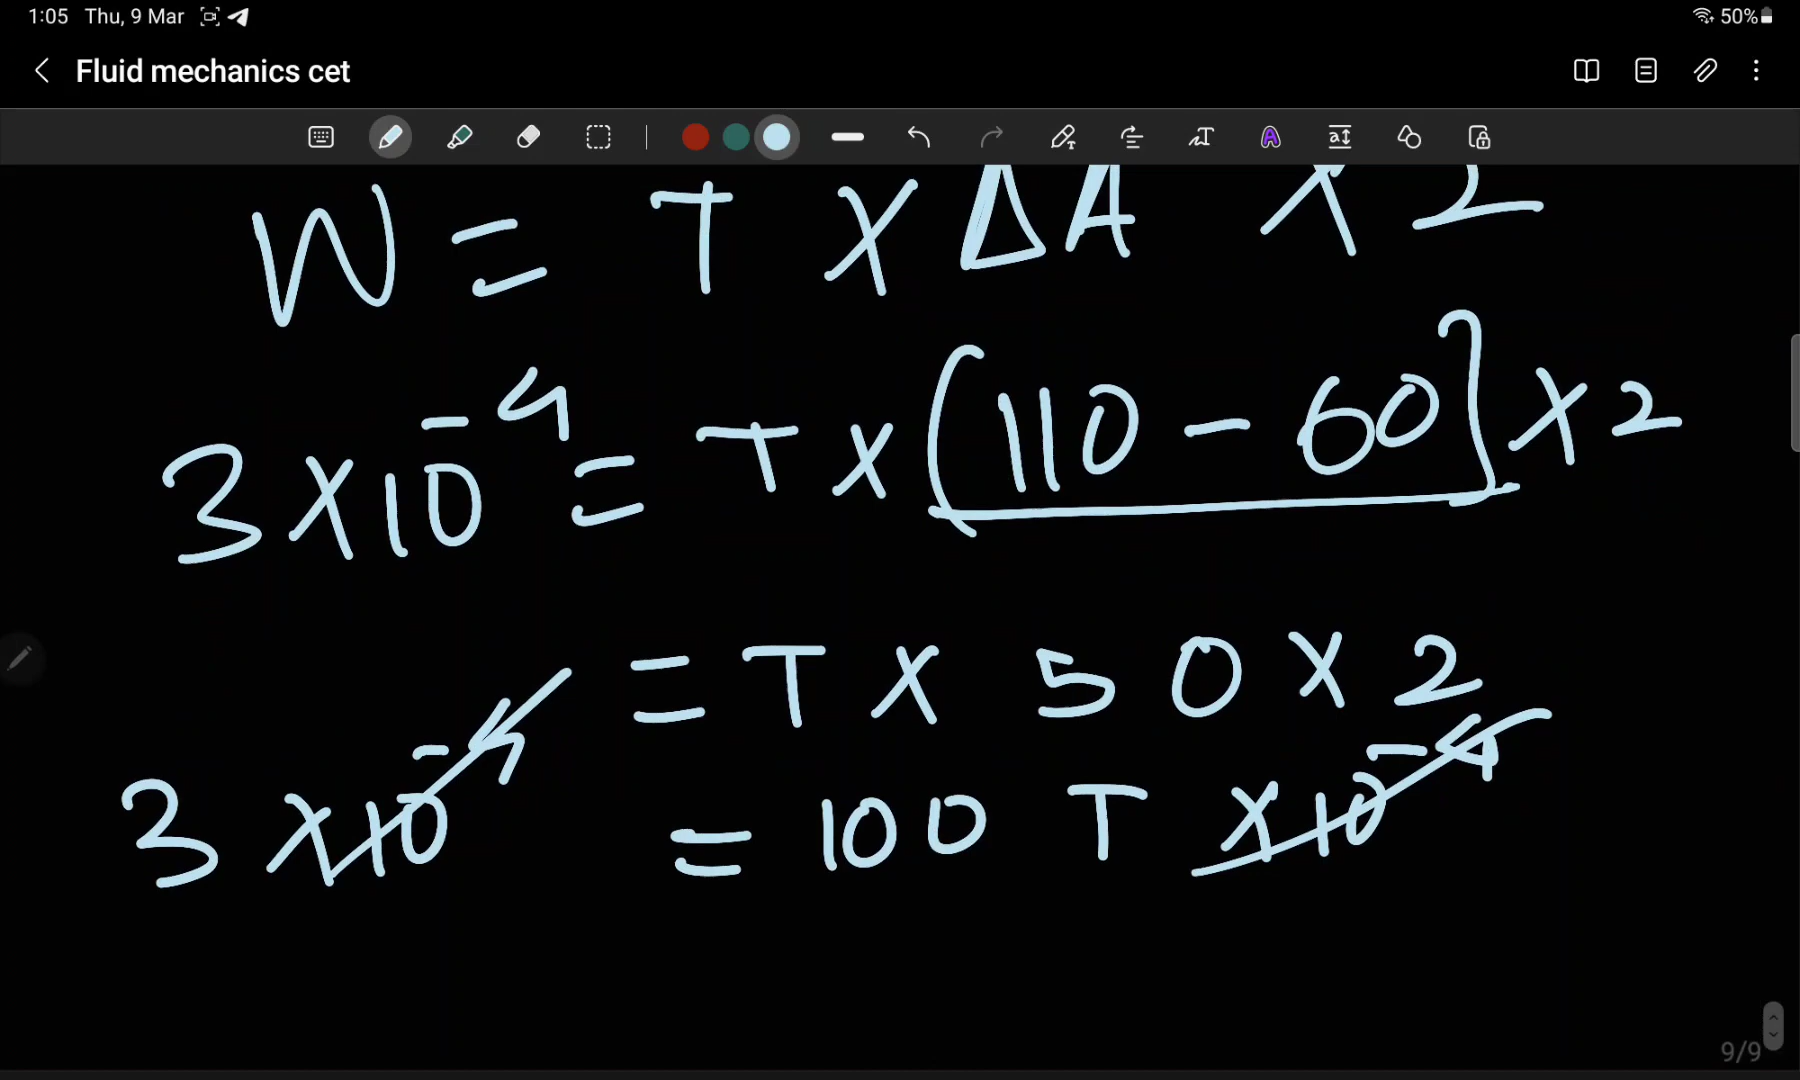 1:05 Thu, 9 Mar 50%
Fluid mechanics cet
W = T X ΔA X 2
3 X 10⁻⁴ = T X (110 - 60] X 2
= T X 50 X 2
3 X 10⁻⁴ = 100 T X 10⁻⁴
9/9